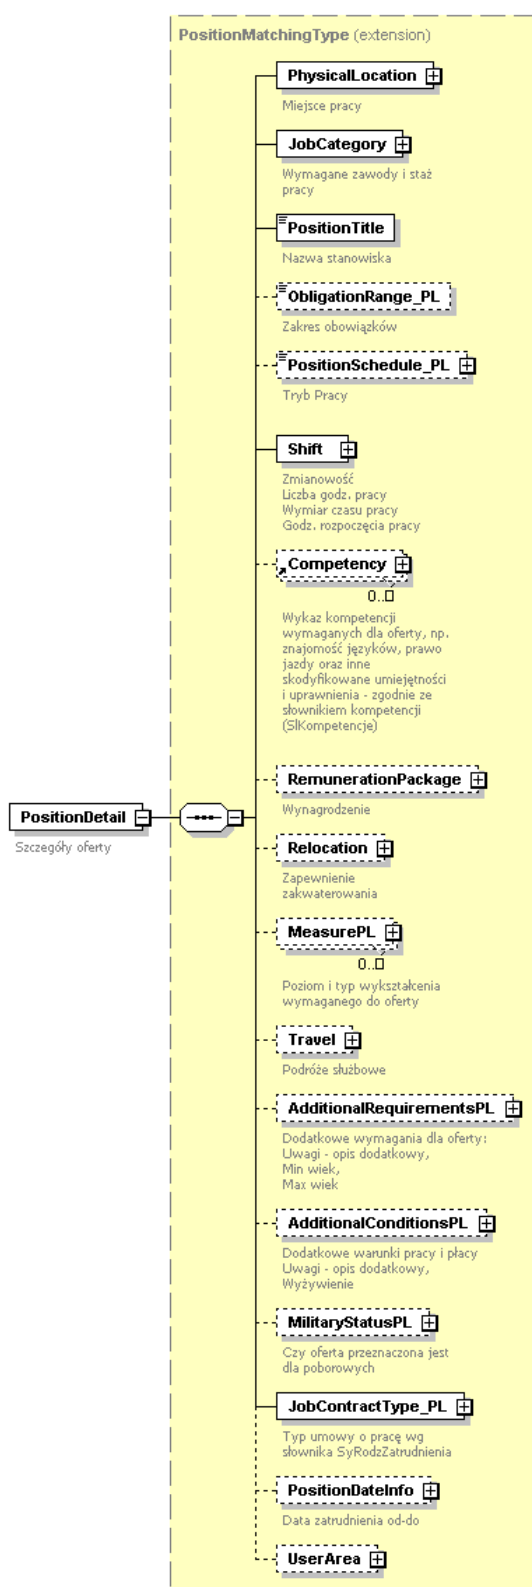 PositionMatchingType (extension)
PhysicalLocation
Miejsce pracy
JobCategory
Wymagane zawody i staż
pracy
PositionTitle
Nazwa stanowiska
ObligationRange_PL
Zakres obowiązków
PositionSchedule_PL
Tryb Pracy
Shift
Zmianowość
Liczba godz. pracy
Wymiar czasu pracy
Godz. rozpoczęcia pracy
Competency
0..□
Wykaz kompetencji
wymaganych dla oferty, np.
znajomość języków, prawo
jazdy oraz inne
skodyfikowane umiejętności
i uprawnienia - zgodnie ze
słownikiem kompetencji
(SlKompetencje)
RemunerationPackage
Wynagrodzenie
PositionDetail
Szczegóły oferty
Relocation
Zapewnienie
zakwaterowania
MeasurePL
0..□
Poziom i typ wykształcenia
wymaganego do oferty
Travel
Podróże służbowe
AdditionalRequirementsPL
Dodatkowe wymagania dla oferty:
Uwagi - opis dodatkowy,
Min wiek,
Max wiek
AdditionalConditionsPL
Dodatkowe warunki pracy i płacy
Uwagi - opis dodatkowy,
Wyżywienie
MilitaryStatusPL
Czy oferta przeznaczona jest
dla poborowych
JobContractType_PL
Typ umowy o pracę wg
słownika SyRodzZatrudnienia
PositionDateInfo
Data zatrudnienia od-do
UserArea